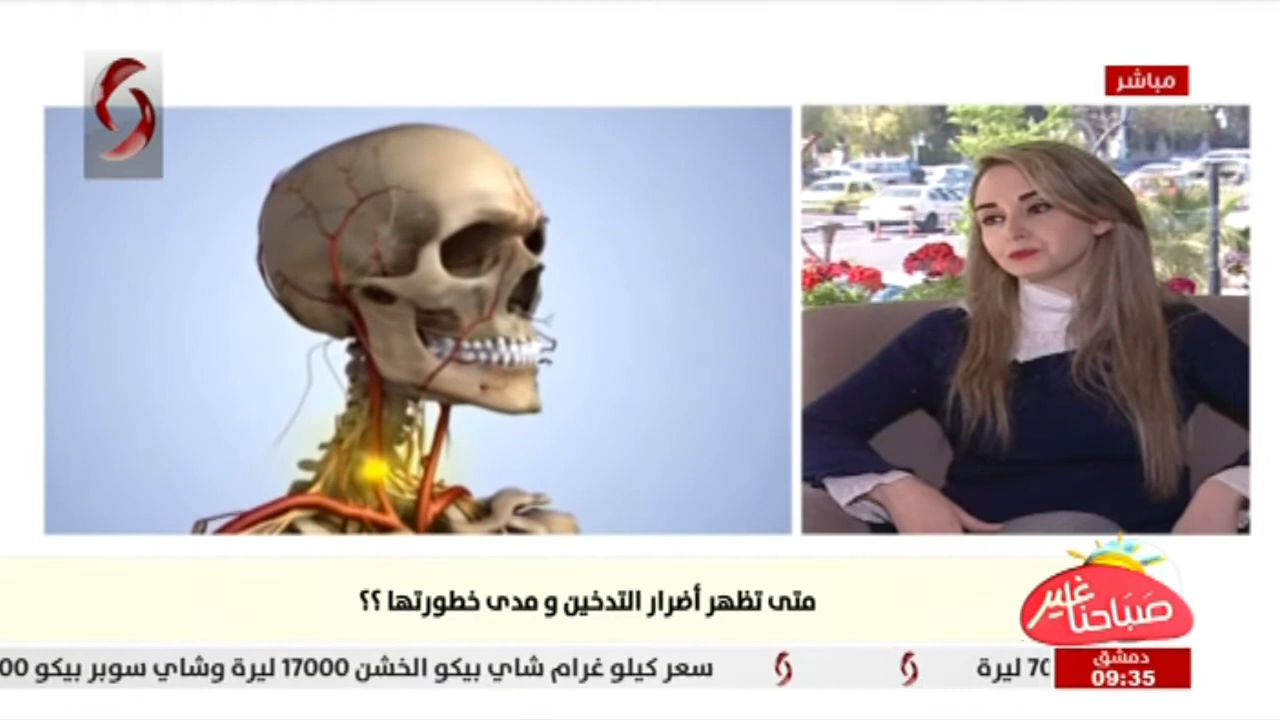 مباشر
متى تظهر أضرار التدخين و مدى خطورتها ؟؟
صباحنا غير
70 ليرة
سعر كيلو غرام شاي بيكو الخشن 17000 ليرة وشاي سوبر بيكو
دمشق
09:35